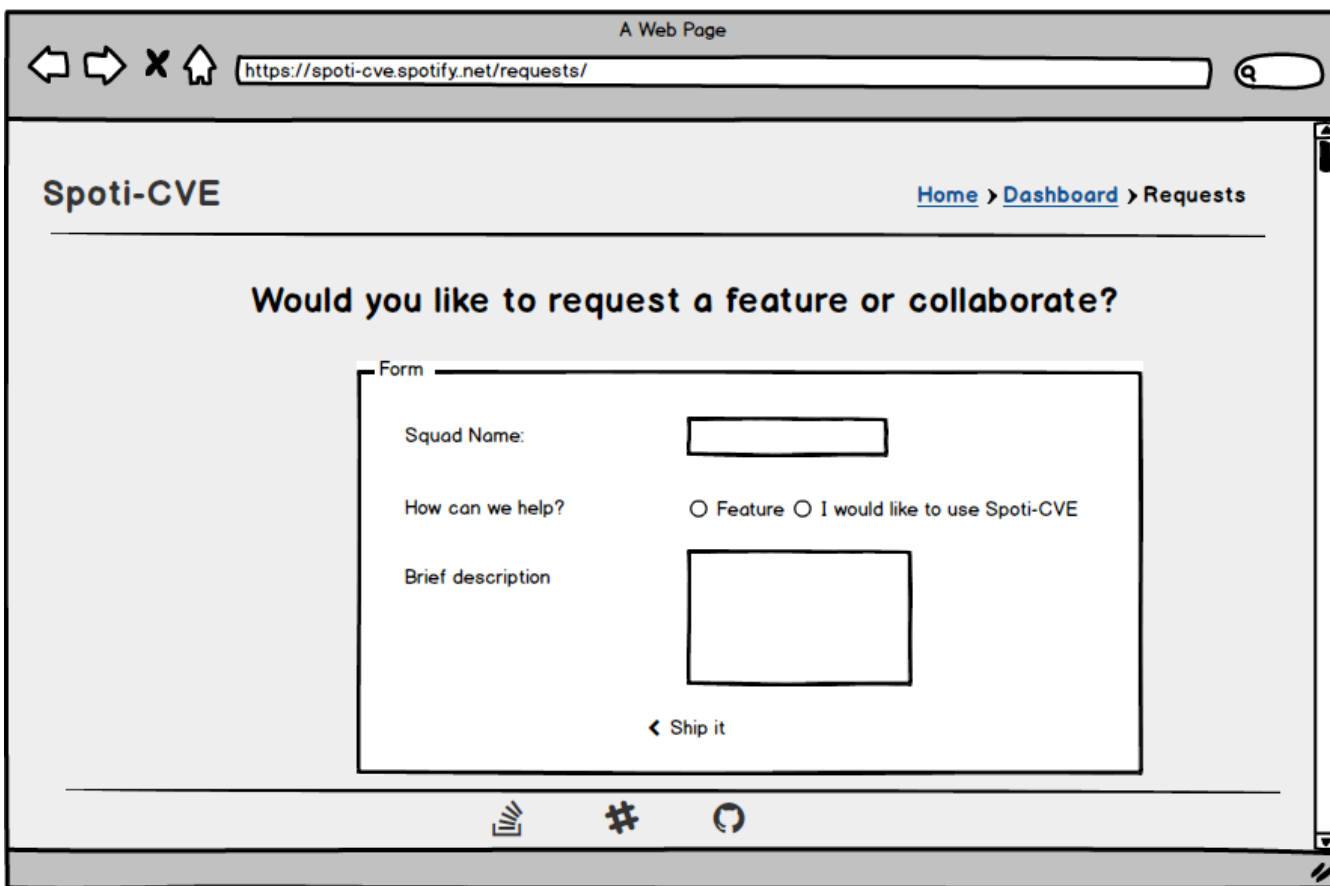 A Web Page
https://spoti-cve.spotify..net/requests/
Spoti-CVE
Home > Dashboard > Requests
Would you like to request a feature or collaborate?
Form
Squad Name:
How can we help?
Feature I would like to use Spoti-CVE
Brief description
Ship it